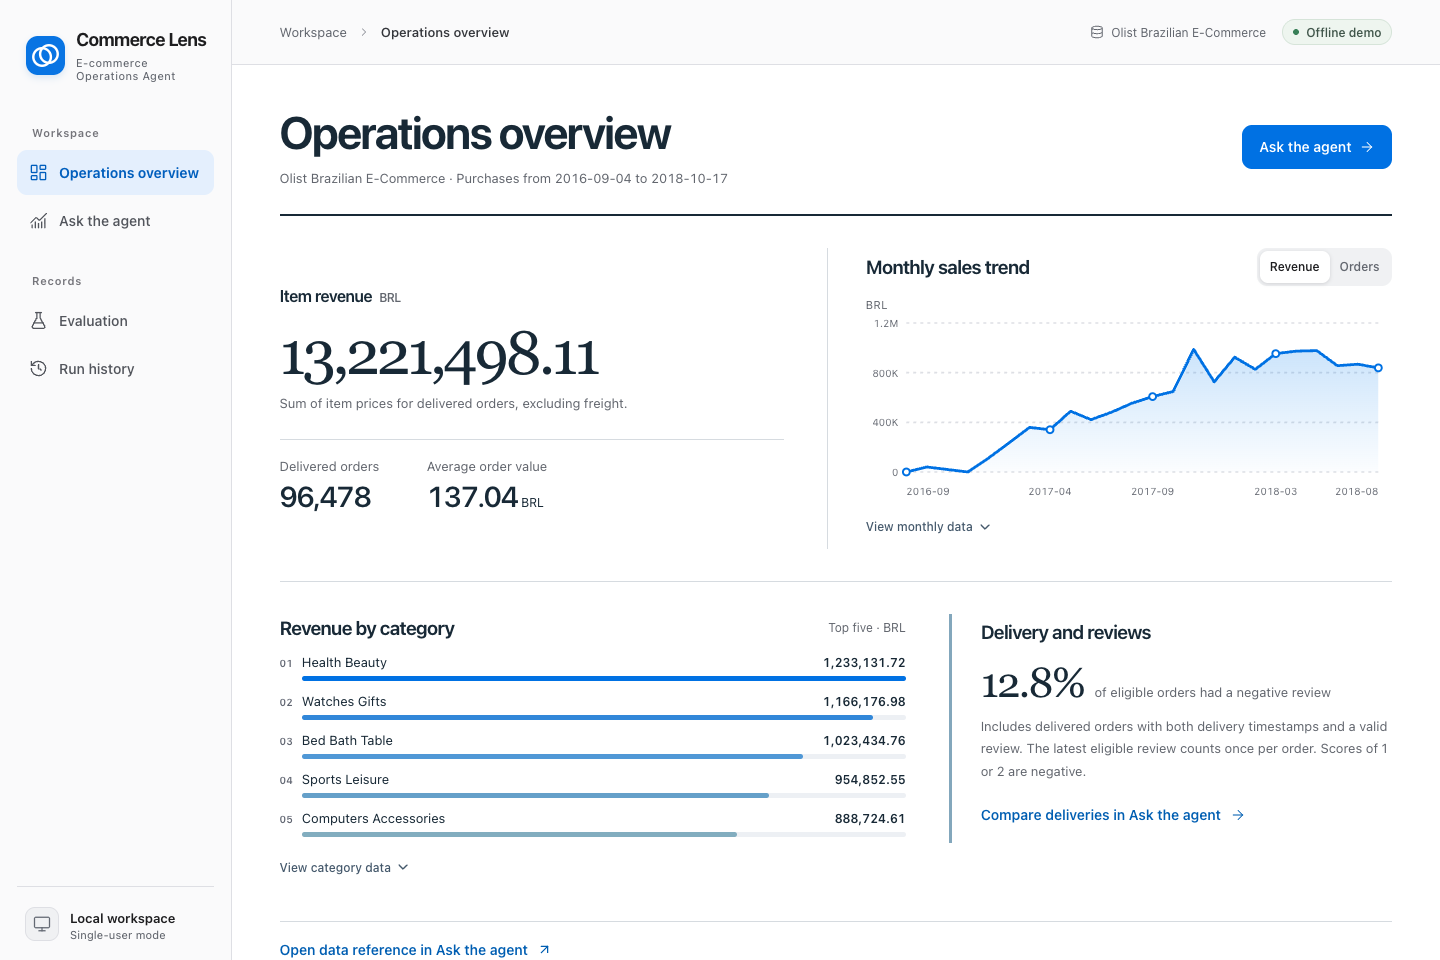 Commerce Lens
E-commerce
Operations Agent
Workspace
Operations overview
Ask the agent
Records
Evaluation
Run history
Local workspace
Single-user mode
Workspace > Operations overview
Olist Brazilian E-Commerce
Offline demo
Operations overview
Olist Brazilian E-Commerce · Purchases from 2016-09-04 to 2018-10-17
Ask the agent →
Item revenue BRL
13,221,498.11
Sum of item prices for delivered orders, excluding freight.
Delivered orders
96,478
Average order value
137.04 BRL
Monthly sales trend
Revenue Orders
BRL
1.2M
800K
400K
0
2016-09 2017-04 2017-09 2018-03 2018-08
View monthly data
Revenue by category
Top five · BRL
01 Health Beauty 1,233,131.72
02 Watches Gifts 1,166,176.98
03 Bed Bath Table 1,023,434.76
04 Sports Leisure 954,852.55
05 Computers Accessories 888,724.61
View category data
Delivery and reviews
12.8% of eligible orders had a negative review
Includes delivered orders with both delivery timestamps and a valid
review. The latest eligible review counts once per order. Scores of 1
or 2 are negative.
Compare deliveries in Ask the agent →
Open data reference in Ask the agent ↗